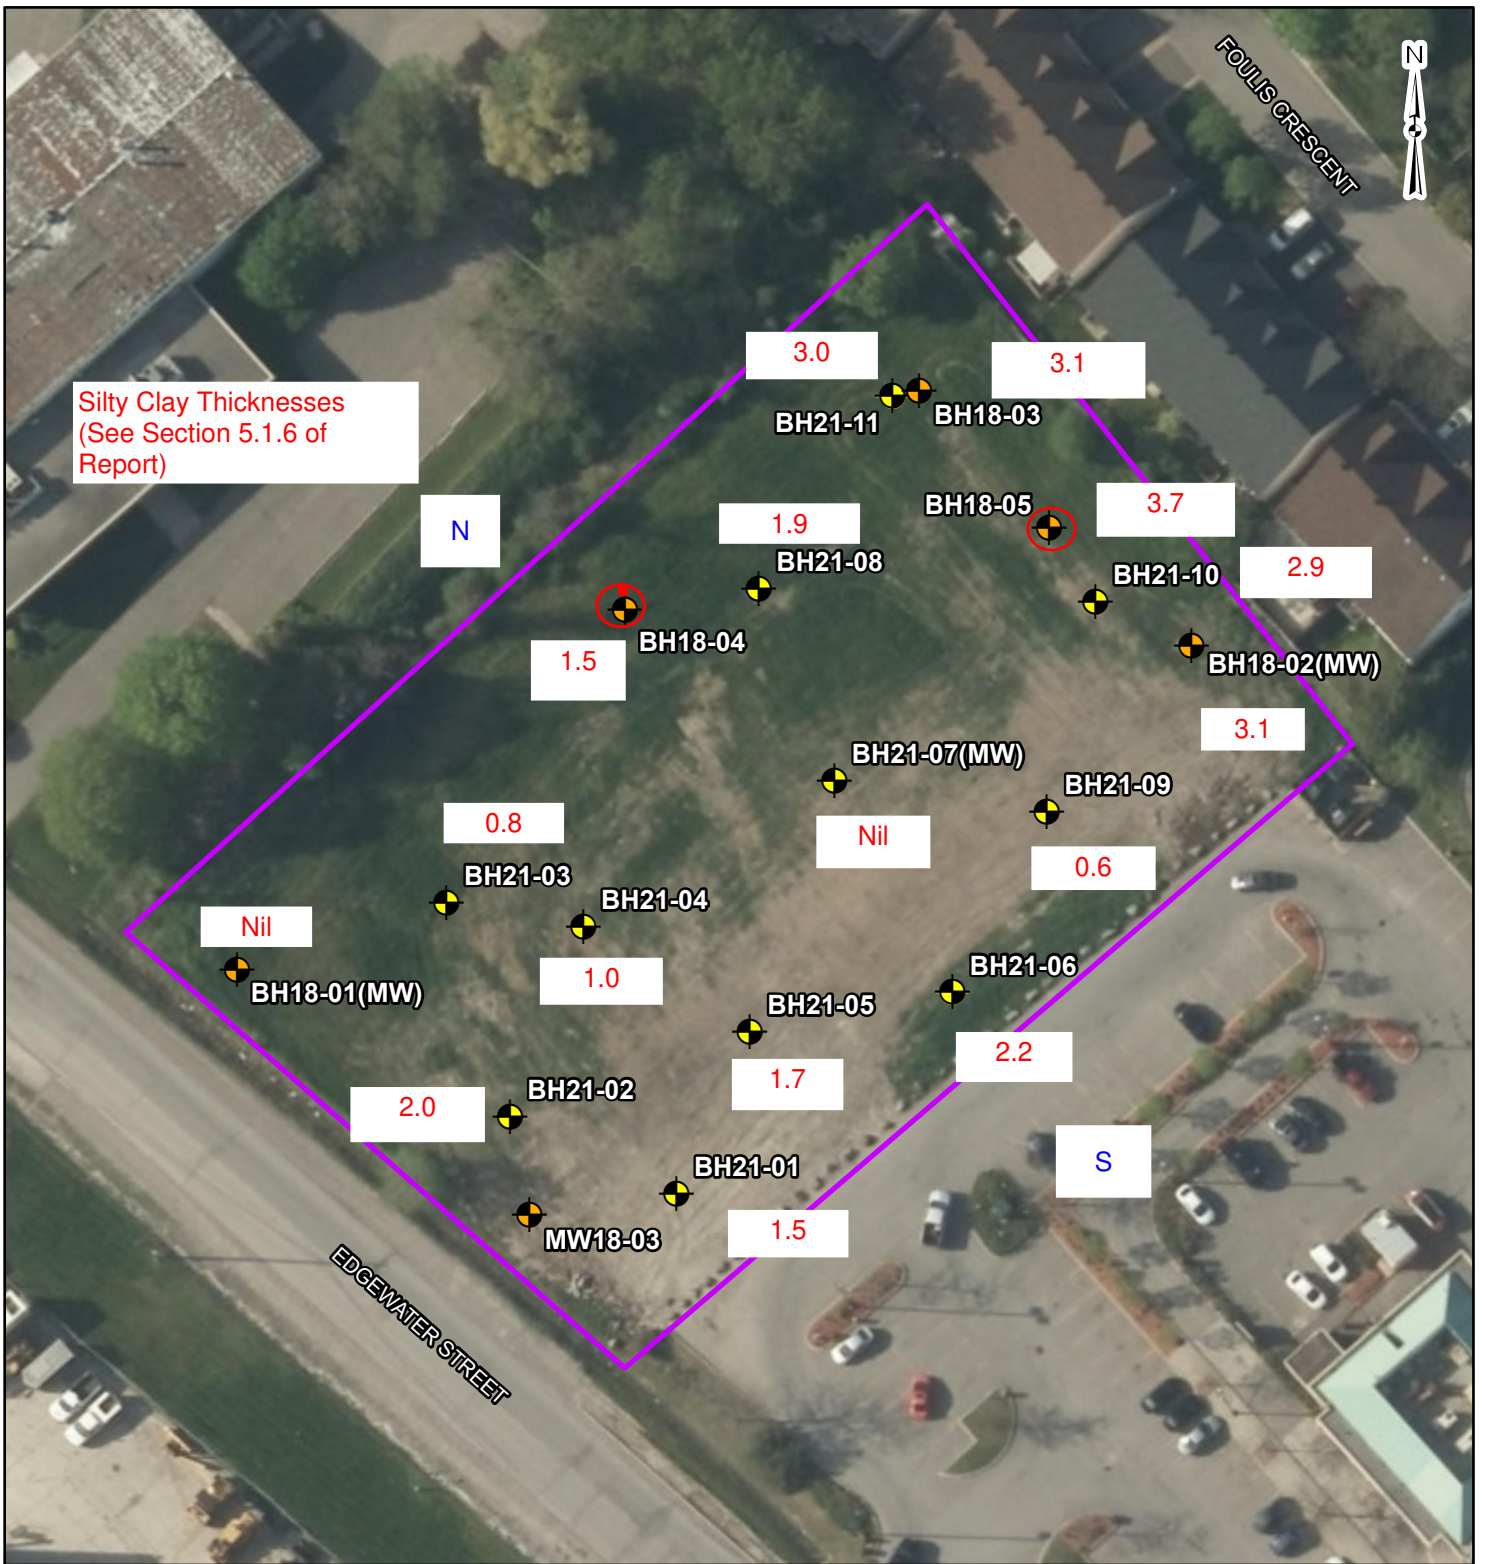 FOULIS CRESCENT
N
3.0
3.1
Silty Clay Thicknesses
(See Section 5.1.6 of
Report)
BH21-11
BH18-03
N
1.9
BH18-05
3.7
BH21-08
BH21-10
2.9
BH18-04
1.5
BH18-02(MW)
3.1
BH21-07(MW)
BH21-09
0.8
Nil
0.6
BH21-03
BH21-04
Nil
BH18-01(MW)
1.0
BH21-06
BH21-05
2.2
1.7
BH21-02
2.0
S
BH21-01
MW18-03
1.5
EDGEWATER STREET